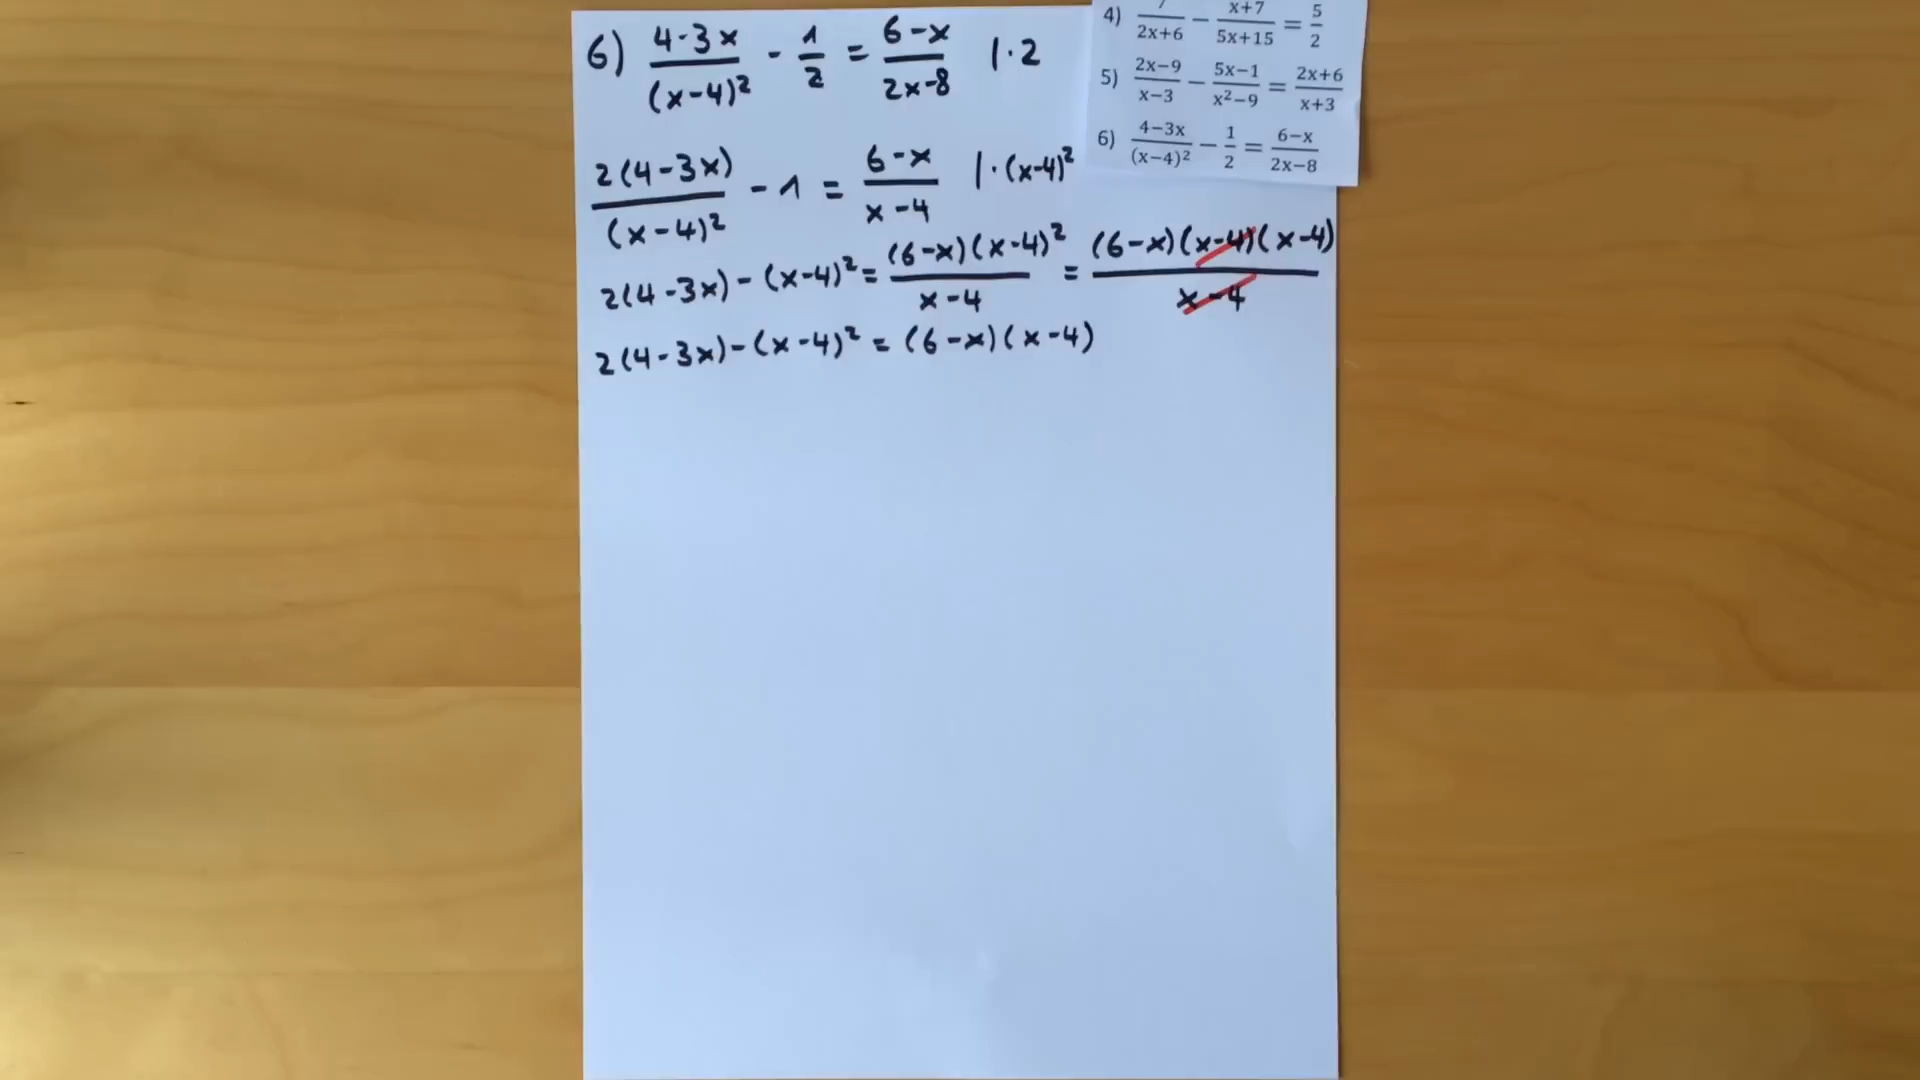 6) (4-3x)/(x-4)² - 1/2 = (6-x)/(2x-8) | · 2
2(4-3x)/(x-4)² - 1 = (6-x)/(x-4) | · (x-4)²
2(4-3x) - (x-4)² = (6-x)(x-4)²/(x-4) = (6-x)(x-4)(x-4)/(x-4)
2(4-3x) - (x-4)² = (6-x)(x-4)
4) 7/(2x+6) − (x+7)/(5x+15) = 5/2
5) (2x−9)/(x−3) − (5x−1)/(x²−9) = (2x+6)/(x+3)
6) (4−3x)/(x−4)² − 1/2 = (6−x)/(2x−8)